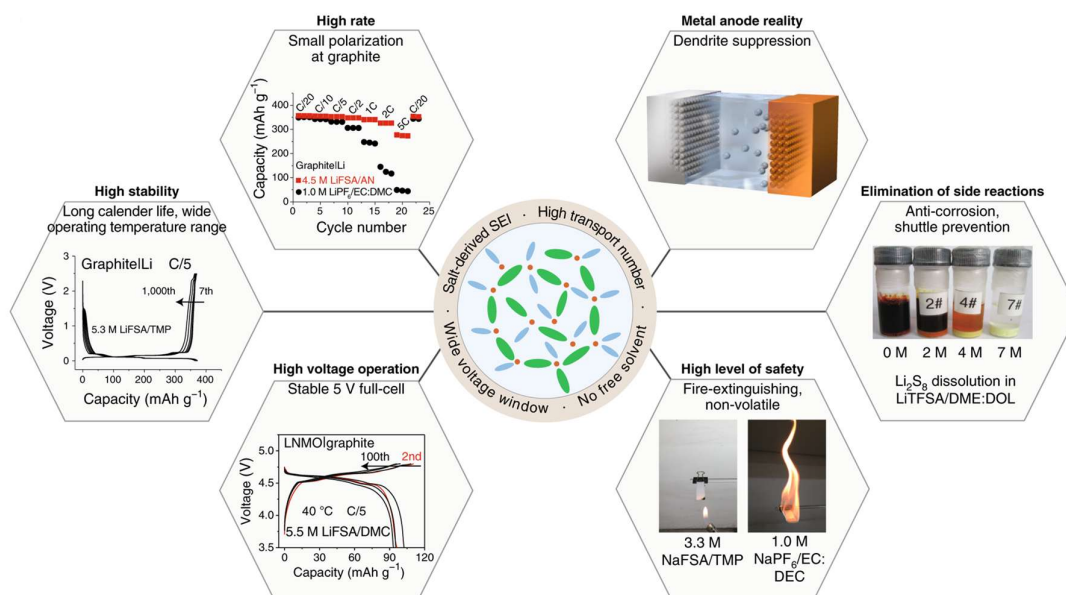 High rate
Small polarization
at graphite
C/20
C/10
C/5
C/2
1C
2C
5C
C/20
Capacity (mAh g⁻¹)
400
300
200
100
0
Graphite|Li
4.5 M LiFSA/AN
1.0 M LiPF₆/EC:DMC
0 5 10 15 20 25
Cycle number
Metal anode reality
Dendrite suppression
High stability
Long calender life, wide
operating temperature range
Graphite|Li C/5
1,000th 7th
5.3 M LiFSA/TMP
Voltage (V)
3
2
1
0
0 100 200 300 400
Capacity (mAh g⁻¹)
Salt-derived SEI · High transport number ·
Wide voltage window · No free solvent ·
Elimination of side reactions
Anti-corrosion,
shuttle prevention
2# 4# 7#
0 M 2 M 4 M 7 M
Li₂S₈ dissolution in
LiTFSA/DME:DOL
High voltage operation
Stable 5 V full-cell
LNMO|graphite
100th 2nd
40 °C C/5
5.5 M LiFSA/DMC
Voltage (V)
5.0
4.5
4.0
3.5
0 30 60 90 120
Capacity (mAh g⁻¹)
High level of safety
Fire-extinguishing,
non-volatile
3.3 M
NaFSA/TMP
1.0 M
NaPF₆/EC:
DEC